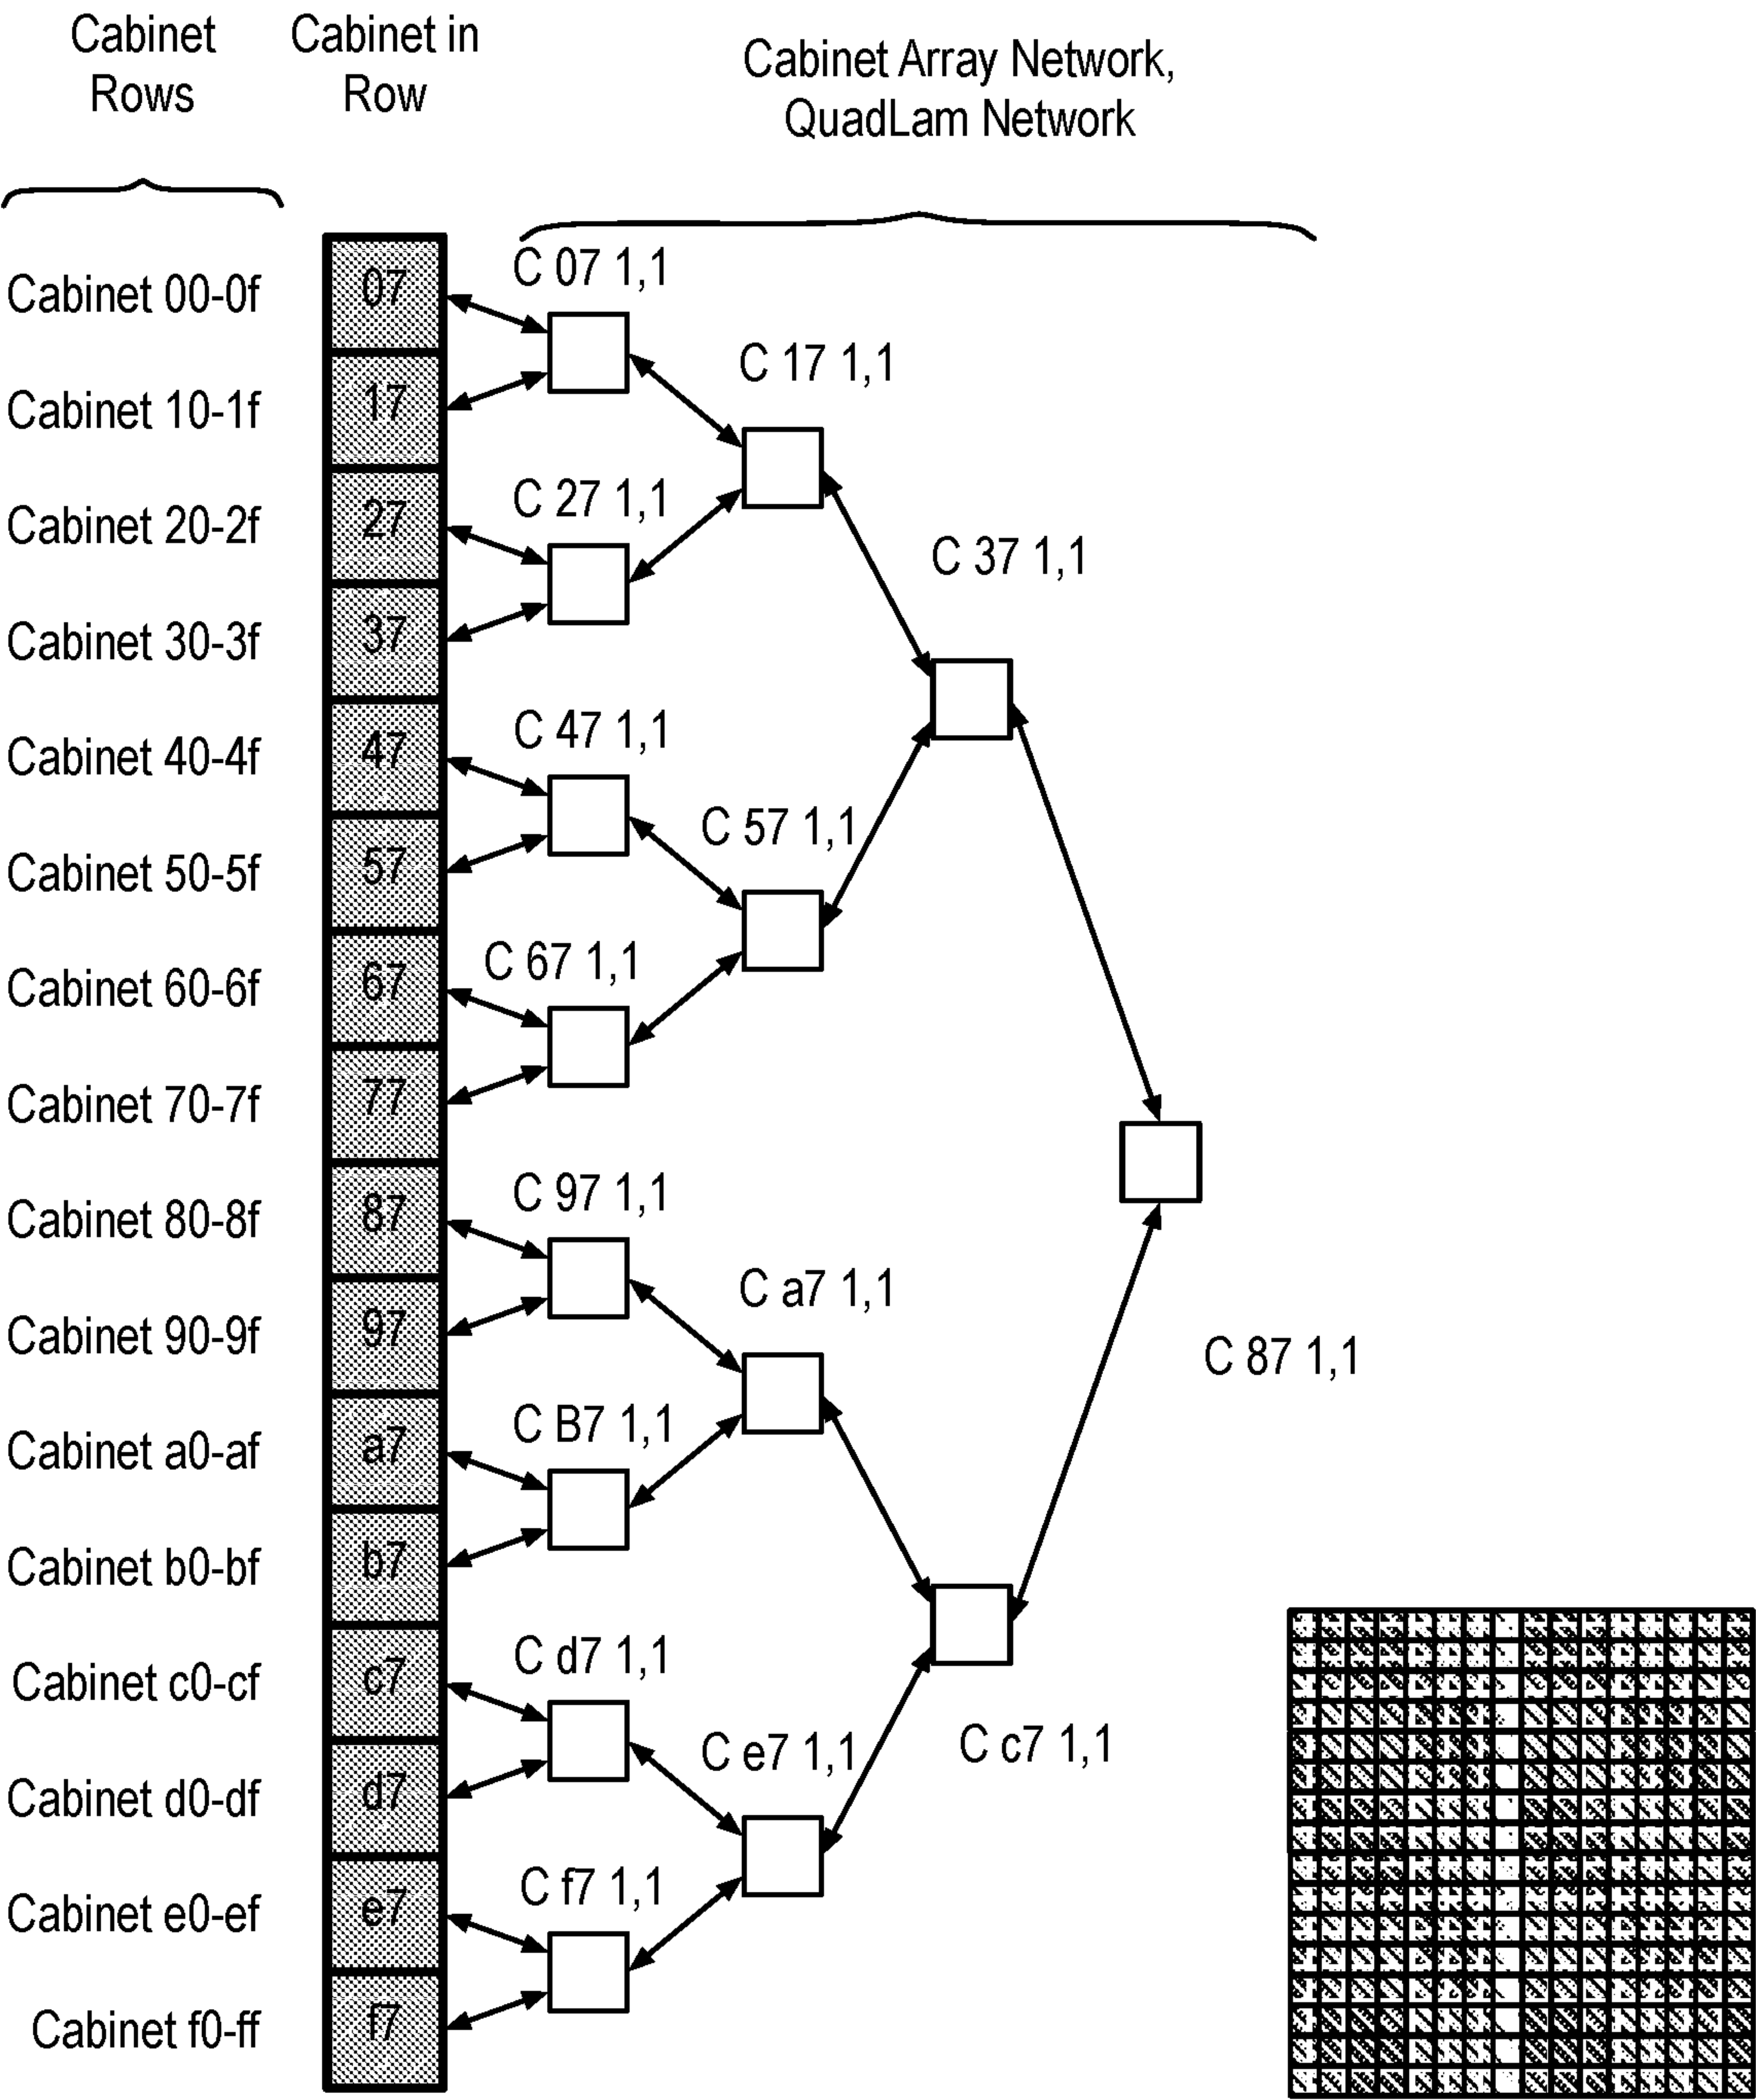 Cabinet
Rows
Cabinet in
Row
Cabinet Array Network,
QuadLam Network
Cabinet 00-0f
07
C 07 1,1
Cabinet 10-1f
17
C 17 1,1
Cabinet 20-2f
27
C 27 1,1
C 37 1,1
Cabinet 30-3f
37
Cabinet 40-4f
47
C 47 1,1
Cabinet 50-5f
57
C 57 1,1
Cabinet 60-6f
67
C 67 1,1
Cabinet 70-7f
77
Cabinet 80-8f
87
C 97 1,1
Cabinet 90-9f
97
C a7 1,1
C 87 1,1
Cabinet a0-af
a7
C B7 1,1
Cabinet b0-bf
b7
Cabinet c0-cf
c7
C d7 1,1
Cabinet d0-df
d7
C e7 1,1
C c7 1,1
Cabinet e0-ef
e7
C f7 1,1
Cabinet f0-ff
f7